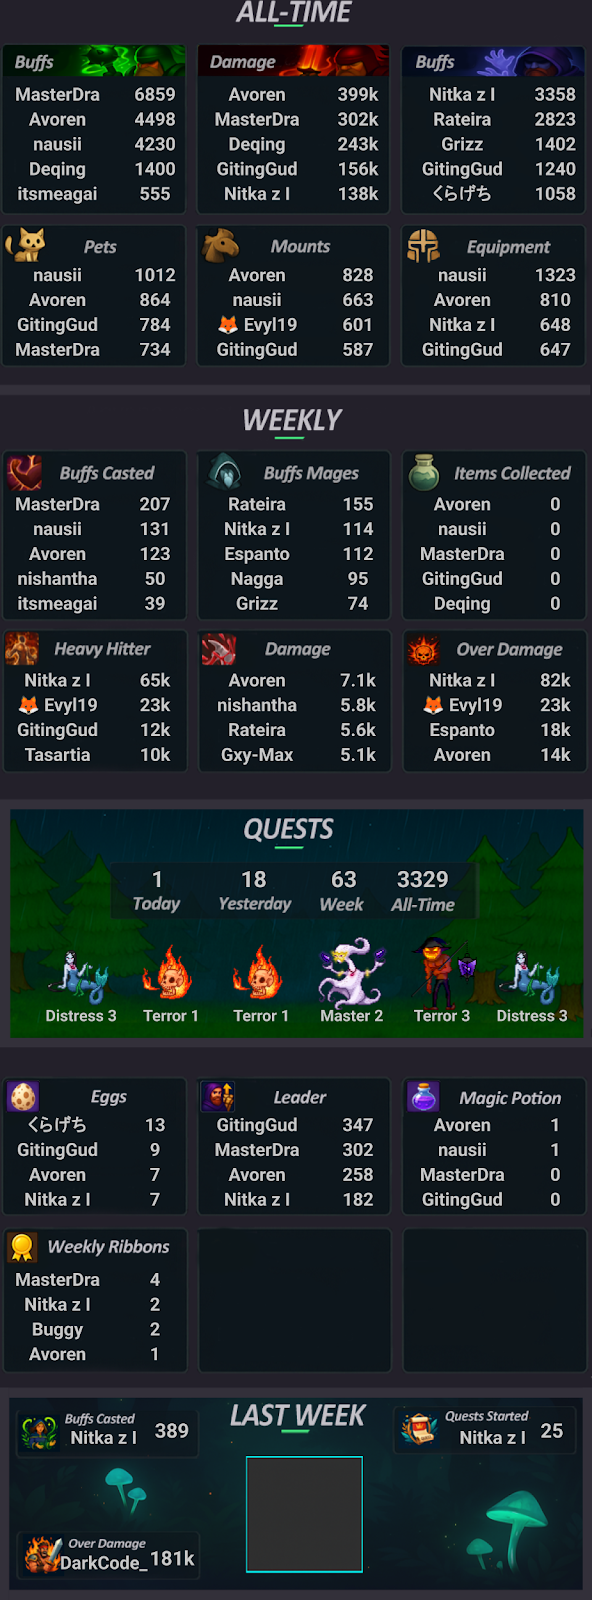 ALL-TIME
Buffs
MasterDra 6859
Avoren 4498
nausii 4230
Deqing 1400
itsmeagai 555
Damage
Avoren 399k
MasterDra 302k
Deqing 243k
GitingGud 156k
Nitka z I 138k
Buffs
Nitka z I 3358
Rateira 2823
Grizz 1402
GitingGud 1240
くらげち 1058
Pets
nausii 1012
Avoren 864
GitingGud 784
MasterDra 734
Mounts
Avoren 828
nausii 663
🦊 Evyl19 601
GitingGud 587
Equipment
nausii 1323
Avoren 810
Nitka z I 648
GitingGud 647
WEEKLY
Buffs Casted
MasterDra 207
nausii 131
Avoren 123
nishantha 50
itsmeagai 39
Buffs Mages
Rateira 155
Nitka z I 114
Espanto 112
Nagga 95
Grizz 74
Items Collected
Avoren 0
nausii 0
MasterDra 0
GitingGud 0
Deqing 0
Heavy Hitter
Nitka z I 65k
🦊 Evyl19 23k
GitingGud 12k
Tasartia 10k
Damage
Avoren 7.1k
nishantha 5.8k
Rateira 5.6k
Gxy-Max 5.1k
Over Damage
Nitka z I 82k
🦊 Evyl19 23k
Espanto 18k
Avoren 14k
QUESTS
1 18 63 3329
Today Yesterday Week All-Time
Distress 3 Terror 1 Terror 1 Master 2 Terror 3 Distress 3
Eggs
くらげち 13
GitingGud 9
Avoren 7
Nitka z I 7
Leader
GitingGud 347
MasterDra 302
Avoren 258
Nitka z I 182
Magic Potion
Avoren 1
nausii 1
MasterDra 0
GitingGud 0
Weekly Ribbons
MasterDra 4
Nitka z I 2
Buggy 2
Avoren 1
LAST WEEK
Buffs Casted
Nitka z I 389
Quests Started
Nitka z I 25
Over Damage
DarkCode_ 181k